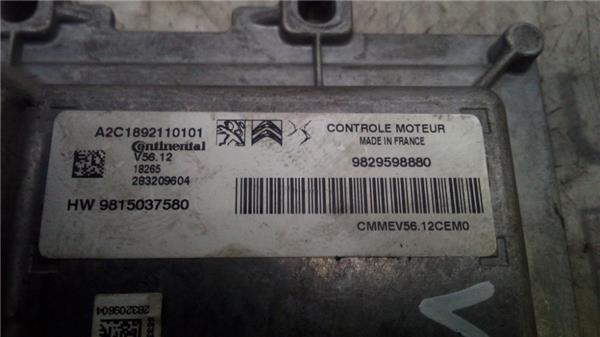 A2C1892110101
Continental
V56.12
18265
283209604
HW 9815037580
CONTROLE MOTEUR
MADE IN FRANCE
9829598880
CMMEV56.12CEM0
283209604